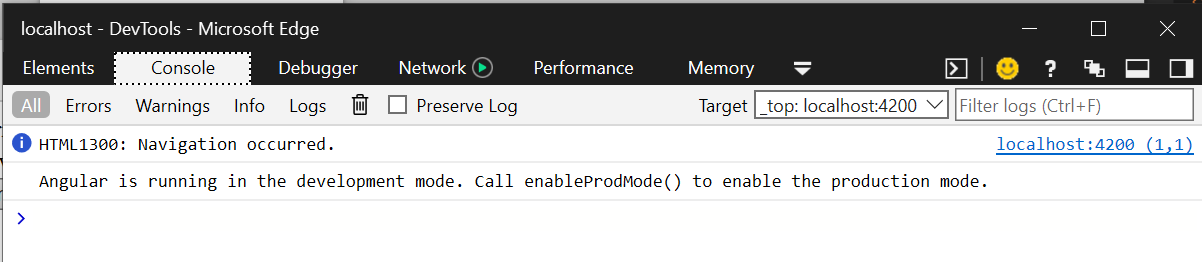 localhost - DevTools - Microsoft Edge
Elements Console Debugger Network Performance Memory ?
All Errors Warnings Info Logs Preserve Log Target _top: localhost:4200 Filter logs (Ctrl+F)
HTML1300: Navigation occurred. localhost:4200 (1,1)
Angular is running in the development mode. Call enableProdMode() to enable the production mode.